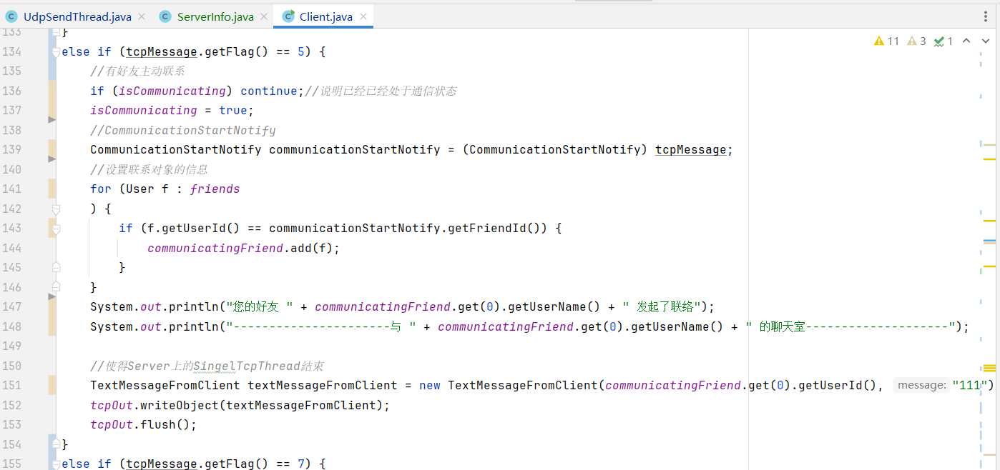 UdpSendThread.java ServerInfo.java Client.java
11 3 1
133 }
134 else if (tcpMessage.getFlag() == 5) {
135 //有好友主动联系
136 if (isCommunicating) continue;//说明已经已经处于通信状态
137 isCommunicating = true;
138 //CommunicationStartNotify
139 CommunicationStartNotify communicationStartNotify = (CommunicationStartNotify) tcpMessage;
140 //设置联系对象的信息
141 for (User f : friends
142 ) {
143 if (f.getUserId() == communicationStartNotify.getFriendId()) {
144 communicatingFriend.add(f);
145 }
146 }
147 System.out.println("您的好友 " + communicatingFriend.get(0).getUserName() + " 发起了联络");
148 System.out.println("----------------------与 " + communicatingFriend.get(0).getUserName() + " 的聊天室--------------------");
149
150 //使得Server上的SingelTcpThread结束
151 TextMessageFromClient textMessageFromClient = new TextMessageFromClient(communicatingFriend.get(0).getUserId(), message: "111")
152 tcpOut.writeObject(textMessageFromClient);
153 tcpOut.flush();
154 }
155 else if (tcpMessage.getFlag() == 7) {